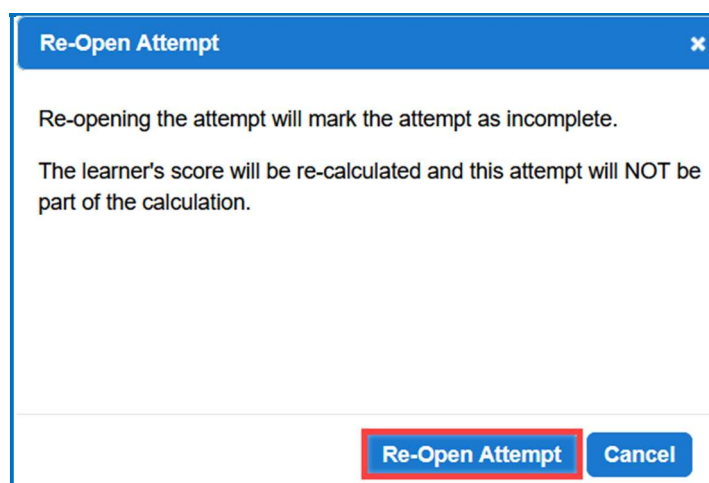 Re-Open Attempt
Re-opening the attempt will mark the attempt as incomplete.
The learner's score will be re-calculated and this attempt will NOT be
part of the calculation.
Re-Open Attempt Cancel